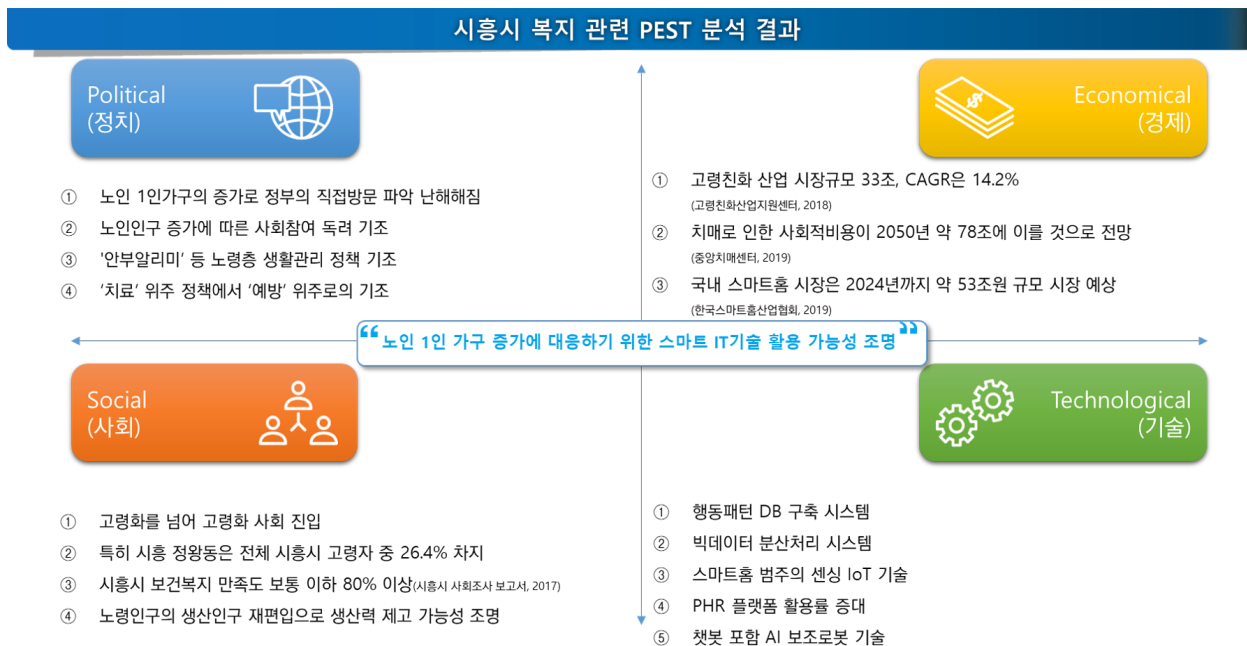 시흥시 복지 관련 PEST 분석 결과
Political
(정치)
① 노인 1인가구의 증가로 정부의 직접방문 파악 난해해짐
② 노인인구 증가에 따른 사회참여 독려 기조
③ '안부알리미’ 등 노령층 생활관리 정책 기조
④ ‘치료’ 위주 정책에서 ‘예방’ 위주로의 기조
Economical
(경제)
① 고령친화 산업 시장규모 33조, CAGR은 14.2%
(고령친화산업지원센터, 2018)
② 치매로 인한 사회적비용이 2050년 약 78조에 이를 것으로 전망
(중앙치매센터, 2019)
③ 국내 스마트홈 시장은 2024년까지 약 53조원 규모 시장 예상
(한국스마트홈산업협회, 2019)
“노인 1인 가구 증가에 대응하기 위한 스마트 IT기술 활용 가능성 조명”
Social
(사회)
① 고령화를 넘어 고령화 사회 진입
② 특히 시흥 정왕동은 전체 시흥시 고령자 중 26.4% 차지
③ 시흥시 보건복지 만족도 보통 이하 80% 이상(시흥시 사회조사 보고서, 2017)
④ 노령인구의 생산인구 재편입으로 생산력 제고 가능성 조명
Technological
(기술)
① 행동패턴 DB 구축 시스템
② 빅데이터 분산처리 시스템
③ 스마트홈 범주의 센싱 IoT 기술
④ PHR 플랫폼 활용률 증대
⑤ 챗봇 포함 AI 보조로봇 기술